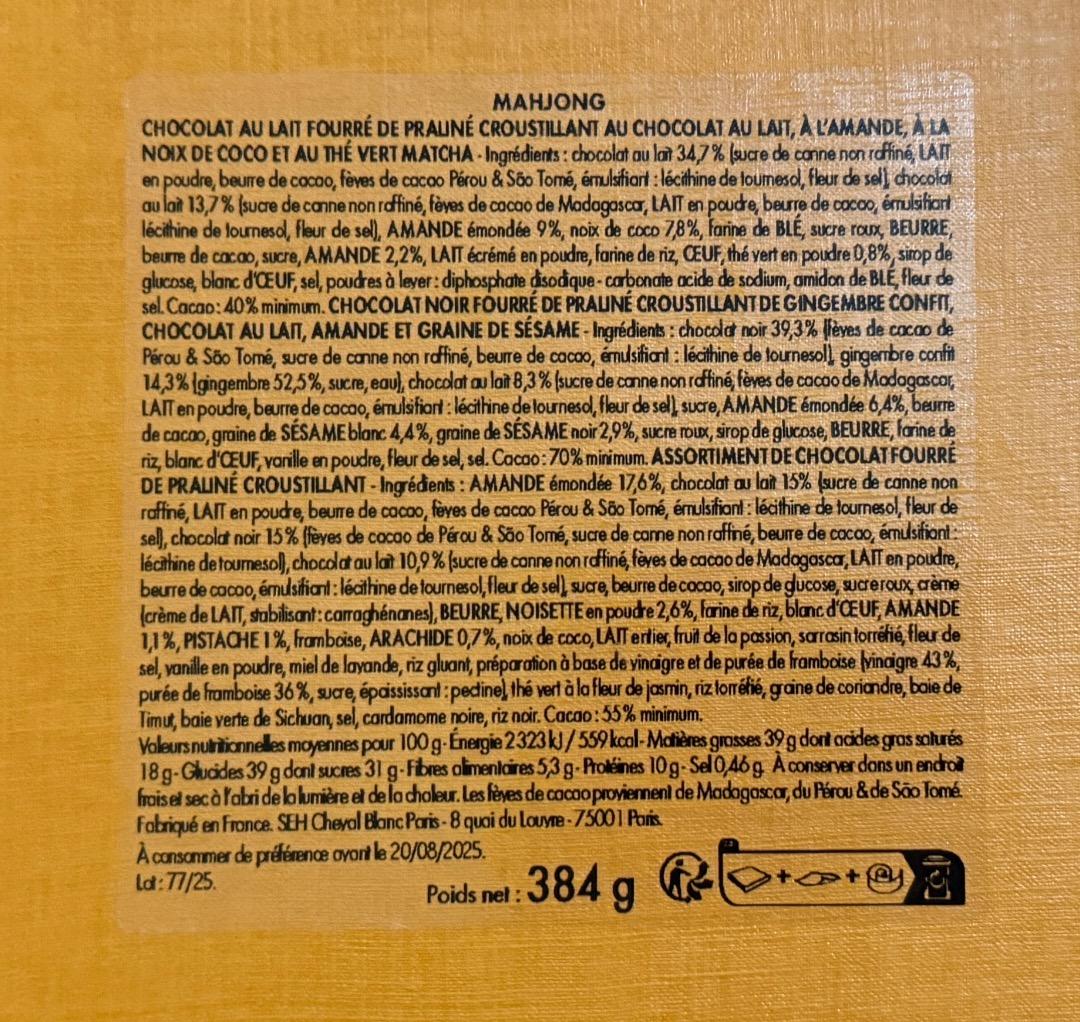 MAHJONG
CHOCOLAT AU LAIT FOURRÉ DE PRALINÉ CROUSTILLANT AU CHOCOLAT AU LAIT, À L'AMANDE, À LA
NOIX DE COCO ET AU THÉ VERT MATCHA - Ingrédients : chocolat au lait 34,7 % (sucre de canne non raffiné, LAIT
en poudre, beurre de cacao, fèves de cacao Pérou & São Tomé, émulsifiant : lécithine de tournesol, fleur de sel), chocolat
au lait 13,7 % (sucre de canne non raffiné, fèves de cacao de Madagascar, LAIT en poudre, beurre de cacao, émulsifiant
lécithine de tournesol, fleur de sel), AMANDE émondée 9%, noix de coco 7,8%, farine de BLÉ, sucre roux, BEURRE,
beurre de cacao, sucre, AMANDE 2,2%, LAIT écrémé en poudre, farine de riz, ŒUF, thé vert en poudre 0,8%, sirop de
glucose, blanc d'ŒUF, sel, poudres à lever : diphosphate disodique - carbonate acide de sodium, amidon de BLÉ, fleur de
sel. Cacao : 40% minimum. CHOCOLAT NOIR FOURRÉ DE PRALINÉ CROUSTILLANT DE GINGEMBRE CONFIT,
CHOCOLAT AU LAIT, AMANDE ET GRAINE DE SÉSAME - Ingrédients : chocolat noir 39,3% (fèves de cacao de
Pérou & São Tomé, sucre de canne non raffiné, beurre de cacao, émulsifiant : lécithine de tournesol), gingembre confit
14,3% (gingembre 52,5%, sucre, eau), chocolat au lait 8,3% (sucre de canne non raffiné, fèves de cacao de Madagascar,
LAIT en poudre, beurre de cacao, émulsifiant : lécithine de tournesol, fleur de sel), sucre, AMANDE émondée 6,4%, beurre
de cacao, graine de SÉSAME blanc 4,4%, graine de SÉSAME noir 2,9%, sucre roux, sirop de glucose, BEURRE, farine de
riz, blanc d'ŒUF, vanille en poudre, fleur de sel, sel. Cacao : 70% minimum. ASSORTIMENT DE CHOCOLAT FOURRÉ
DE PRALINÉ CROUSTILLANT - Ingrédients : AMANDE émondée 17,6%, chocolat au lait 15% (sucre de canne non
raffiné, LAIT en poudre, beurre de cacao, fèves de cacao Pérou & São Tomé, émulsifiant : lécithine de tournesol, fleur de
sel), chocolat noir 15% (fèves de cacao de Pérou & São Tomé, sucre de canne non raffiné, beurre de cacao, émulsifiant :
lécithine de tournesol), chocolat au lait 10,9% (sucre de canne non raffiné, fèves de cacao de Madagascar, LAIT en poudre,
beurre de cacao, émulsifiant : lécithine de tournesol, fleur de sel), sucre, beurre de cacao, sirop de glucose, sucre roux, crème
(crème de LAIT, stabilisant : carraghénanes), BEURRE, NOISETTE en poudre 2,6%, farine de riz, blanc d'ŒUF, AMANDE
1,1%, PISTACHE 1%, framboise, ARACHIDE 0,7%, noix de coco, LAIT entier, fruit de la passion, sarrasin torréfié, fleur de
sel, vanille en poudre, miel de lavande, riz gluant, préparation à base de vinaigre et de purée de framboise (vinaigre 43%,
purée de framboise 36%, sucre, épaississant : pectine), thé vert à la fleur de jasmin, riz torréfié, graine de coriandre, baie de
Timut, baie verte de Sichuan, sel, cardamome noire, riz noir. Cacao : 55% minimum.
Valeurs nutritionnelles moyennes pour 100 g - Énergie 2323 kJ / 559 kcal - Matières grasses 39 g dont acides gras saturés
18 g - Glucides 39 g dont sucres 31 g - Fibres alimentaires 5,3 g - Protéines 10 g - Sel 0,46 g. À conserver dans un endroit
frais et sec à l'abri de la lumière et de la chaleur. Les fèves de cacao proviennent de Madagascar, du Pérou & de São Tomé.
Fabriqué en France. SEH Cheval Blanc Paris - 8 quai du Louvre - 75001 Paris.
À consommer de préférence avant le 20/08/2025.
Lot : 77/25.
Poids net : 384 g